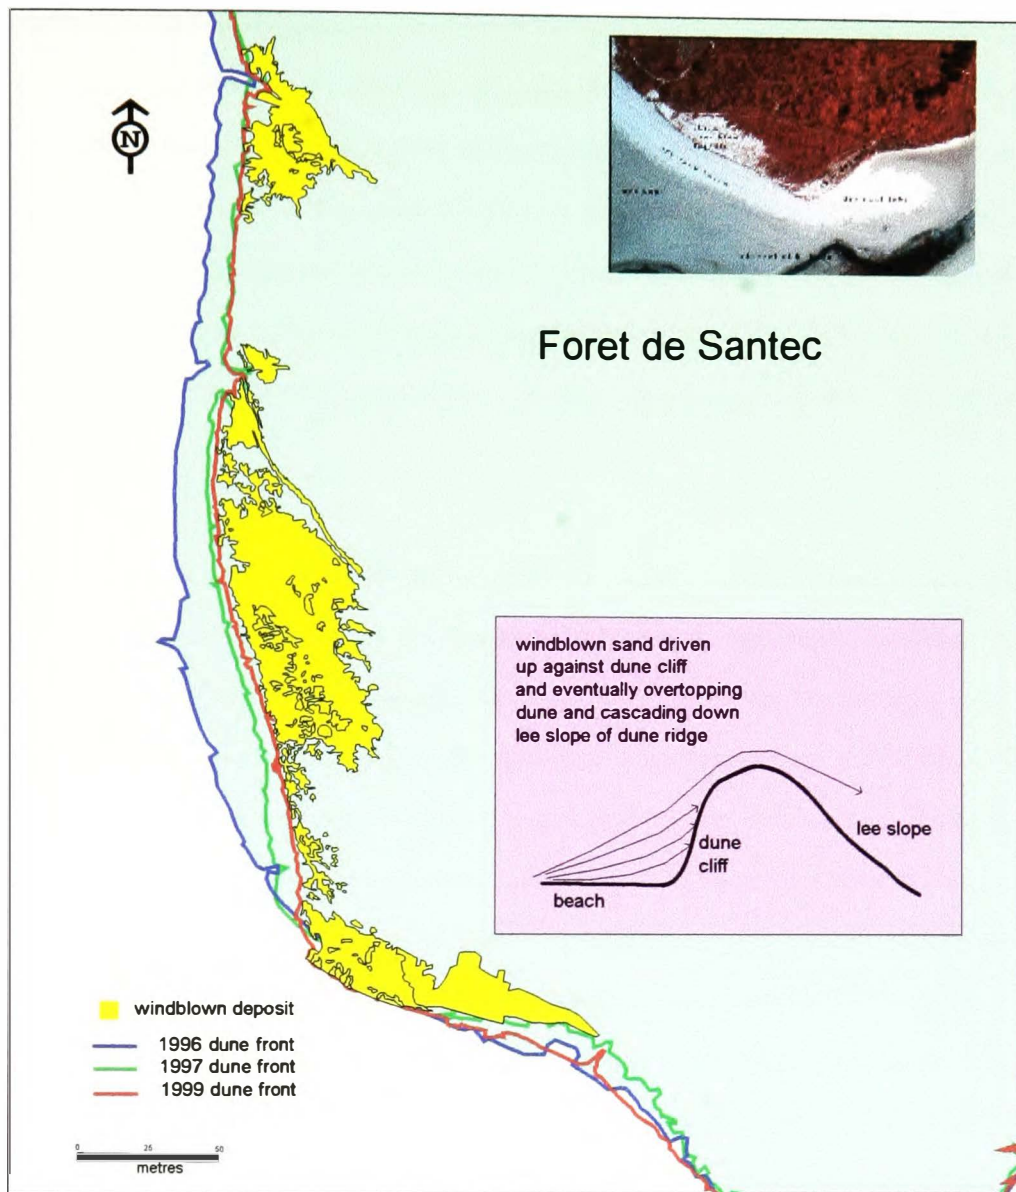 N
Foret de Santec
windblown sand driven
up against dune cliff
and eventually overtopping
dune and cascading down
lee slope of dune ridge
lee slope
dune
cliff
beach
windblown deposit
1996 dune front
1997 dune front
1999 dune front
0 25 50
metres